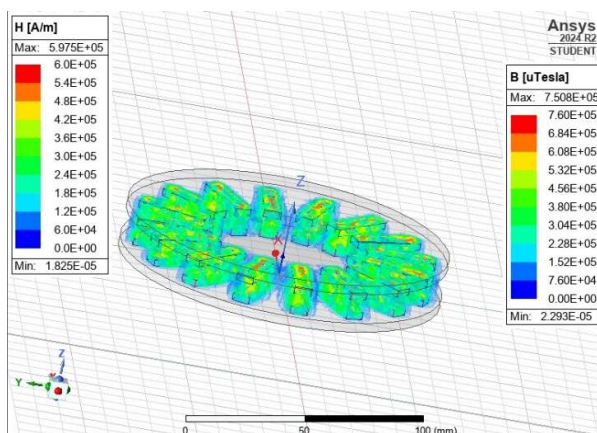 H [A/m]
Max: 5.975E+05
6.0E+05
5.4E+05
4.8E+05
4.2E+05
3.6E+05
3.0E+05
2.4E+05
1.8E+05
1.2E+05
6.0E+04
0.0E+00
Min: 1.825E-05
Ansys
2024 R2
STUDENT
B [uTesla]
Max: 7.508E+05
7.60E+05
6.84E+05
6.08E+05
5.32E+05
4.56E+05
3.80E+05
3.04E+05
2.28E+05
1.52E+05
7.60E+04
0.00E+00
Min: 2.293E-05
Z
X
Z
Y
0 50 100 (mm)